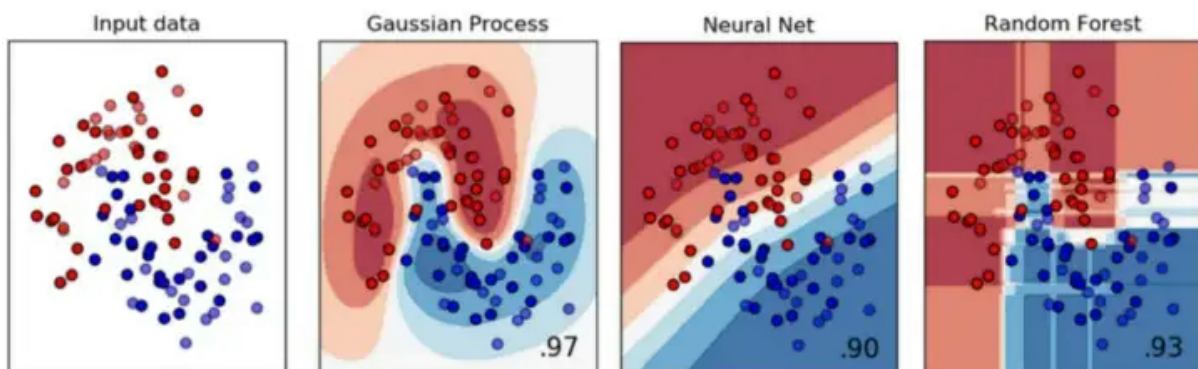 Input data
Gaussian Process
Neural Net
Random Forest
.97
.90
.93